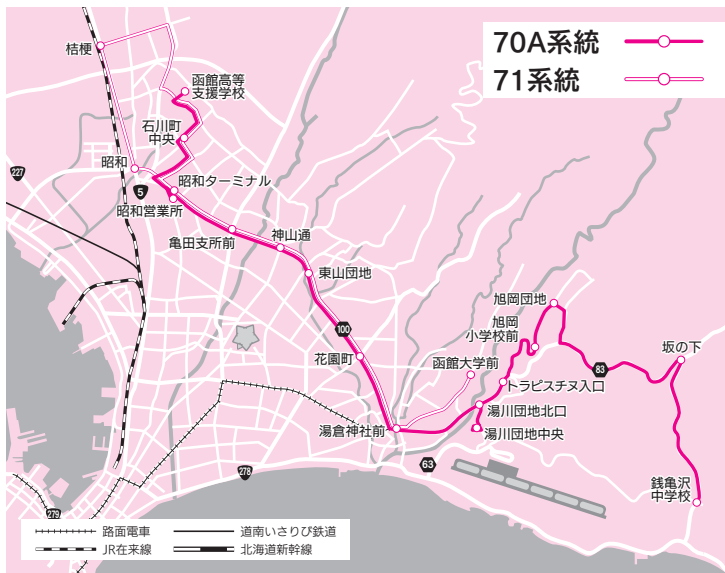 70A系統
71系統
桔梗
函館高等
支援学校
石川町
中央
昭和
227
5
昭和ターミナル
昭和営業所
亀田支所前
神山通
東山団地
旭岡団地
旭岡
小学校前
100
坂の下
花園町
函館大学前
83
トラピスチヌ入口
湯川団地北口
湯倉神社前
湯川団地中央
63
278
銭亀沢
中学校
279
路面電車
道南いさりび鉄道
JR在来線
北海道新幹線